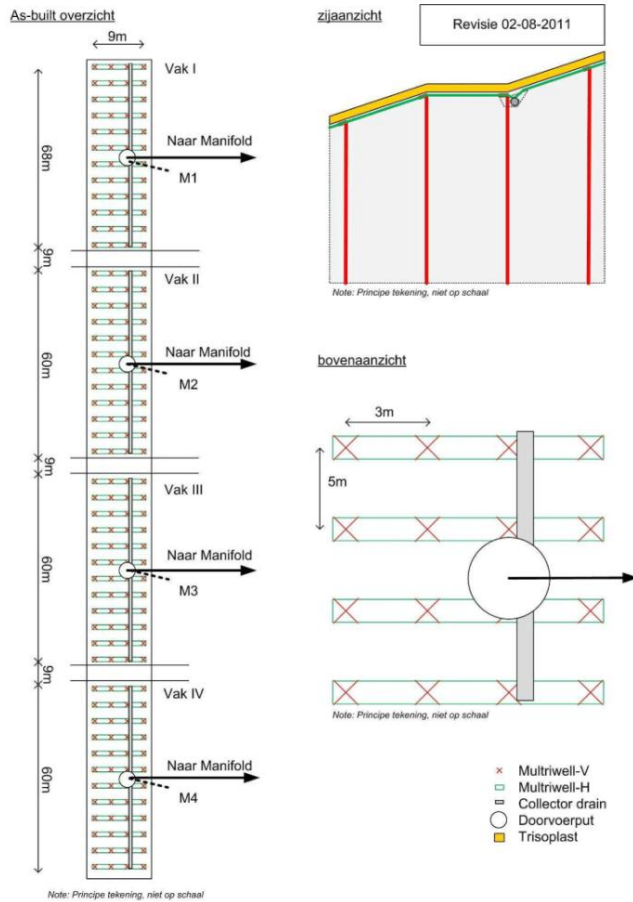 As-built overzicht
9m
Vak I
68m
Naar Manifold
M1
9m
Vak II
60m
Naar Manifold
M2
9m
Vak III
60m
Naar Manifold
M3
9m
Vak IV
60m
Naar Manifold
M4
Note: Principe tekening, niet op schaal
zijaanzicht
Revisie 02-08-2011
Note: Principe tekening, niet op schaal
bovenaanzicht
3m
5m
Note: Principe tekening, niet op schaal
Multriwell-V
Multriwell-H
Collector drain
Doorvoerput
Trisoplast